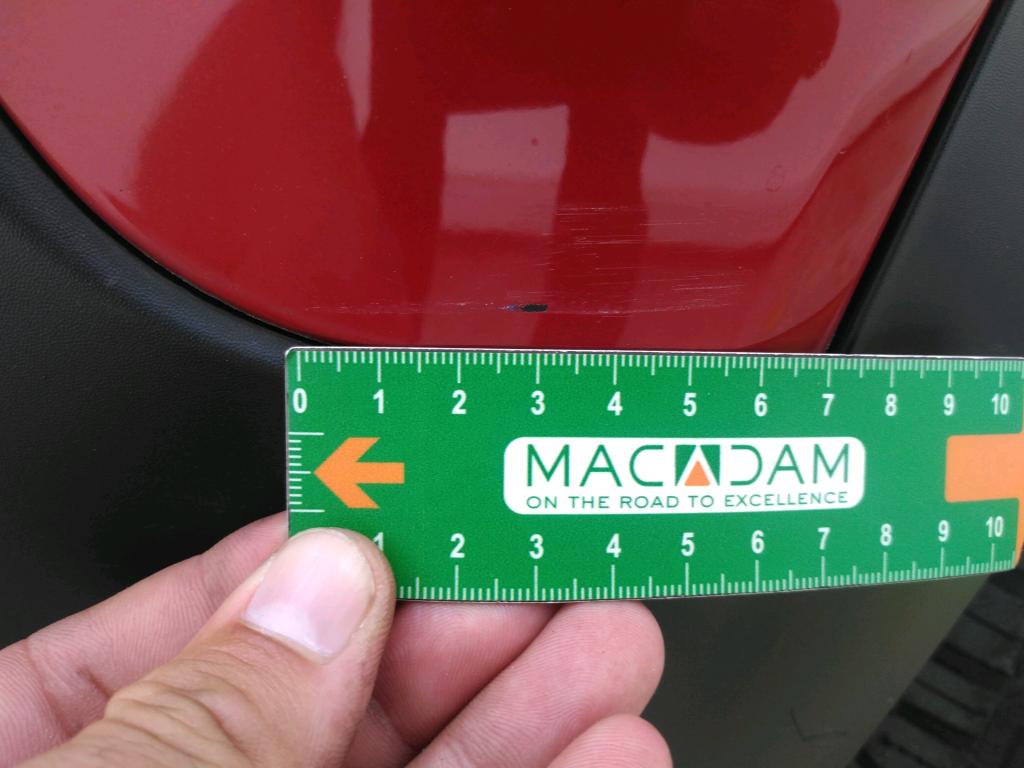 0 1 2 3 4 5 6 7 8 9 10
MACADAM
ON THE ROAD TO EXCELLENCE
1 2 3 4 5 6 7 8 9 10